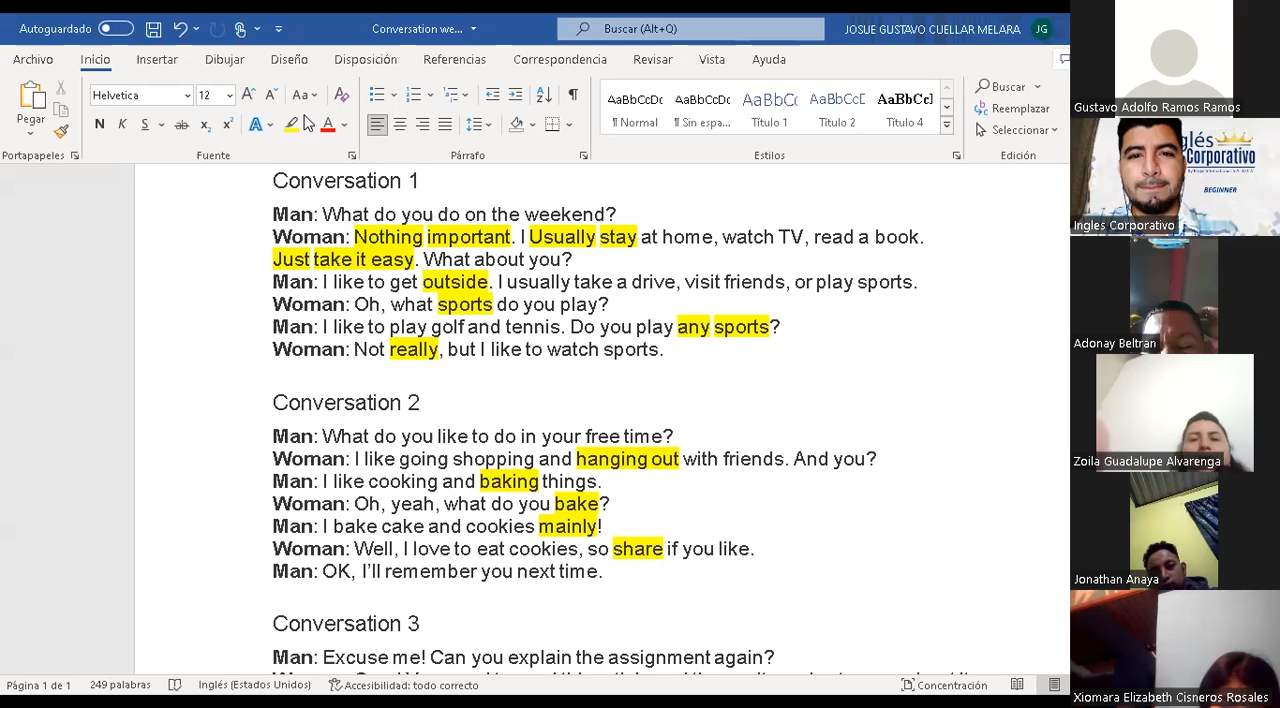 Autoguardado
Conversation we...
Buscar (Alt+Q)
JOSUE GUSTAVO CUELLAR MELARA
JG
Archivo
Inicio
Insertar
Dibujar
Diseño
Disposición
Referencias
Correspondencia
Revisar
Vista
Ayuda
Pegar
Helvetica
12
Aa
N K S ab x₂ x² A A
Portapapeles
Fuente
Párrafo
AaBbCcDc AaBbCcDc AaBbCc AaBbCcD AaBbCc
¶ Normal ¶ Sin espa... Título 1 Título 2 Título 4
Estilos
Buscar
Reemplazar
Seleccionar
Edición
Conversation 1
Man: What do you do on the weekend?
Woman: Nothing important. I Usually stay at home, watch TV, read a book.
Just take it easy. What about you?
Man: I like to get outside. I usually take a drive, visit friends, or play sports.
Woman: Oh, what sports do you play?
Man: I like to play golf and tennis. Do you play any sports?
Woman: Not really, but I like to watch sports.
Conversation 2
Man: What do you like to do in your free time?
Woman: I like going shopping and hanging out with friends. And you?
Man: I like cooking and baking things.
Woman: Oh, yeah, what do you bake?
Man: I bake cake and cookies mainly!
Woman: Well, I love to eat cookies, so share if you like.
Man: OK, I'll remember you next time.
Conversation 3
Man: Excuse me! Can you explain the assignment again?
Página 1 de 1
249 palabras
Inglés (Estados Unidos)
Accesibilidad: todo correcto
Concentración
Gustavo Adolfo Ramos Ramos
Corporativo
BEGINNER
Ingles Corporativo
Adonay Beltran
Zoila Guadalupe Alvarenga
Jonathan Anaya
Xiomara Elizabeth Cisneros Rosales